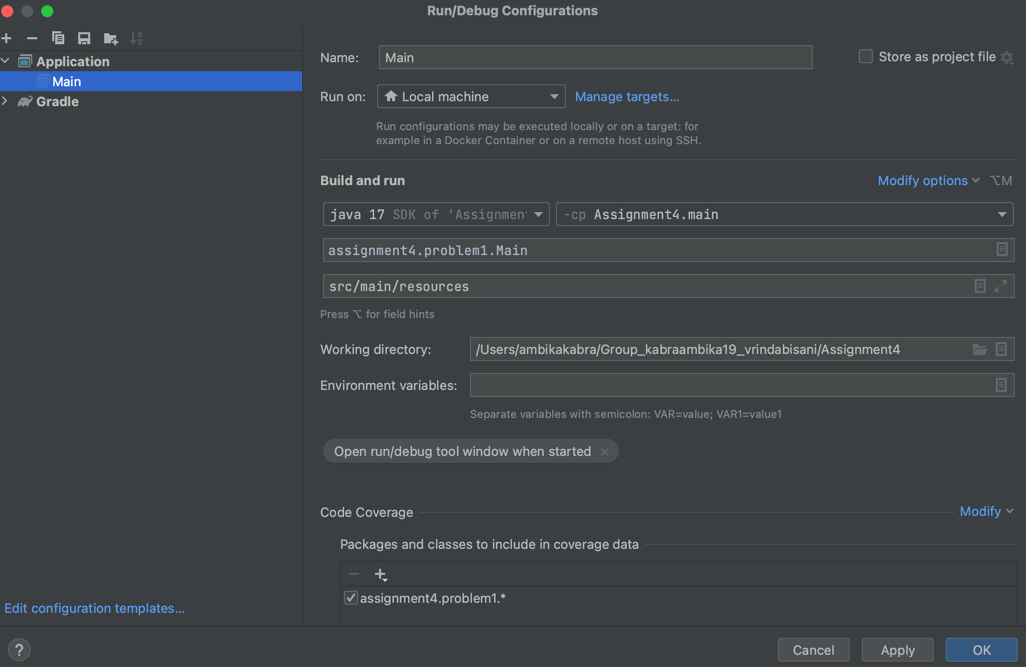 Run/Debug Configurations
Application
Main
Gradle
Name: Main
Store as project file
Run on: Local machine Manage targets...
Run configurations may be executed locally or on a target: for
example in a Docker Container or on a remote host using SSH.
Build and run
Modify options ⌥M
java 17 SDK of 'Assignmen
-cp Assignment4.main
assignment4.problem1.Main
src/main/resources
Press ⌥ for field hints
Working directory: /Users/ambikakabra/Group_kabraambika19_vrindabisani/Assignment4
Environment variables:
Separate variables with semicolon: VAR=value; VAR1=value1
Open run/debug tool window when started
Code Coverage
Modify
Packages and classes to include in coverage data
assignment4.problem1.*
Edit configuration templates...
? Cancel Apply OK